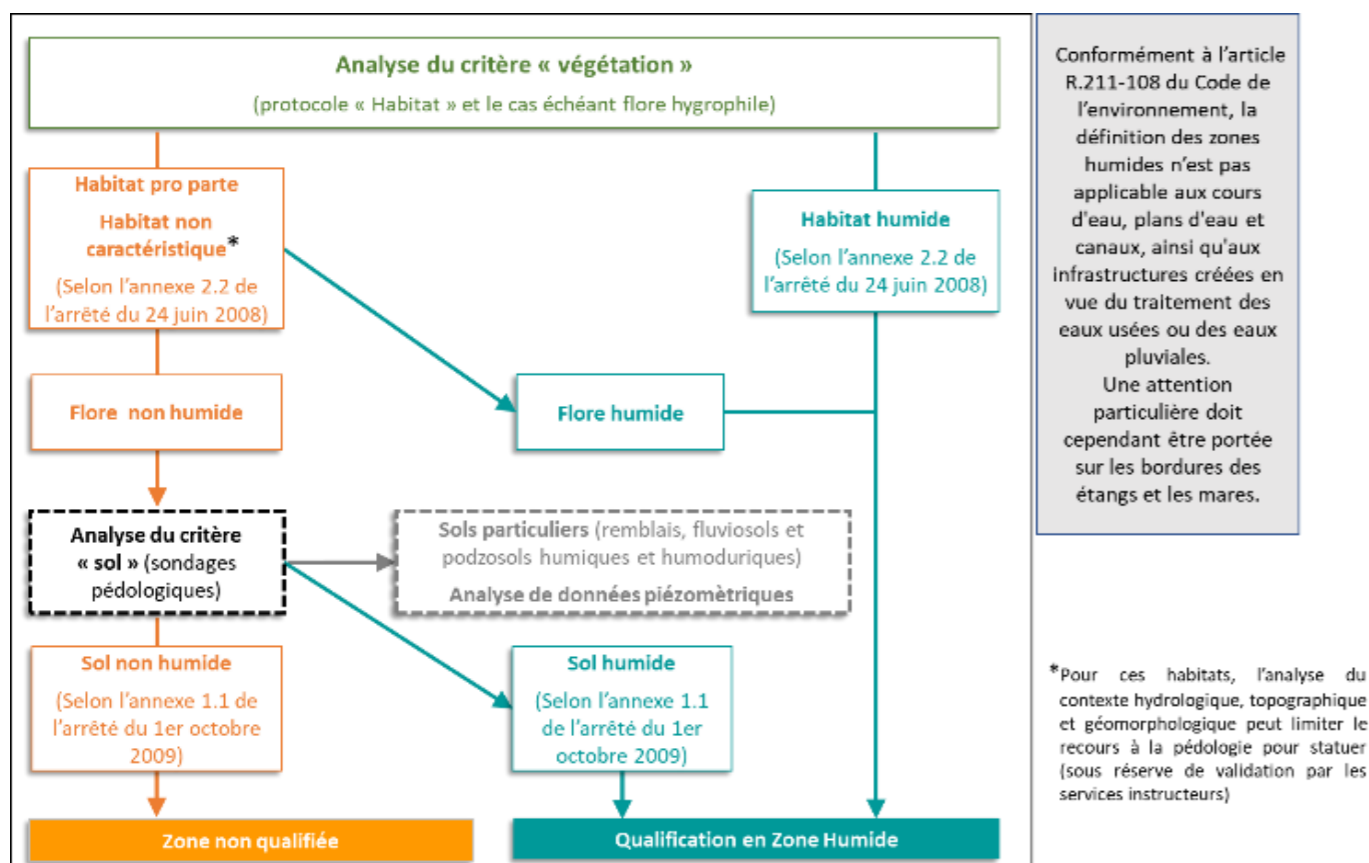 Analyse du critère « végétation »
(protocole « Habitat » et le cas échéant flore hygrophile)
Habitat pro parte
Habitat non
caractéristique*
(Selon l'annexe 2.2 de
l'arrêté du 24 juin 2008)
Habitat humide
(Selon l'annexe 2.2 de
l'arrêté du 24 juin 2008)
Flore non humide
Flore humide
Analyse du critère
« sol » (sondages
pédologiques)
Sols particuliers (remblais, fluviosols et
podzosols humiques et humoduriques)
Analyse de données piézomètriques
Sol non humide
(Selon l'annexe 1.1 de
l'arrêté du 1er octobre
2009)
Sol humide
(Selon l'annexe 1.1
de l'arrêté du 1er
octobre 2009)
Zone non qualifiée
Qualification en Zone Humide
Conformément à l'article
R.211-108 du Code de
l'environnement, la
définition des zones
humides n'est pas
applicable aux cours
d'eau, plans d'eau et
canaux, ainsi qu'aux
infrastructures créées en
vue du traitement des
eaux usées ou des eaux
pluviales.
Une attention
particulière doit
cependant être portée
sur les bordures des
étangs et les mares.
*Pour ces habitats, l'analyse du
contexte hydrologique, topographique
et géomorphologique peut limiter le
recours à la pédologie pour statuer
(sous réserve de validation par les
services instructeurs)